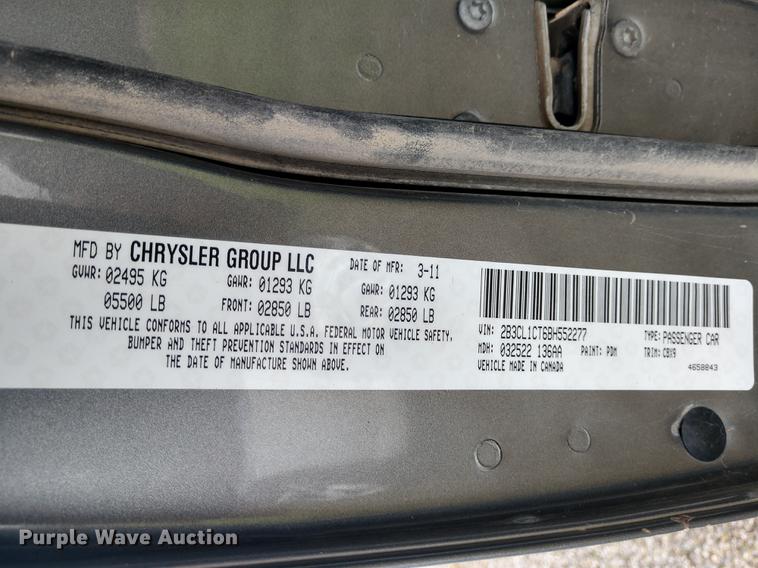 MFD BY CHRYSLER GROUP LLC DATE OF MFR: 3-11
GVWR: 02495 KG GAWR: 01293 KG GAWR: 01293 KG
05500 LB FRONT: 02850 LB REAR: 02850 LB
THIS VEHICLE CONFORMS TO ALL APPLICABLE U.S.A. FEDERAL MOTOR VEHICLE SAFETY,
BUMPER AND THEFT PREVENTION STANDARDS IN EFFECT ON
THE DATE OF MANUFACTURE SHOWN ABOVE.
VIN: 2B3CL1CT6BH552277 TYPE: PASSENGER CAR
MDH: 032522 136AA PAINT: PDM TRIM: CBX9
VEHICLE MADE IN CANADA 4658843
Purple Wave Auction